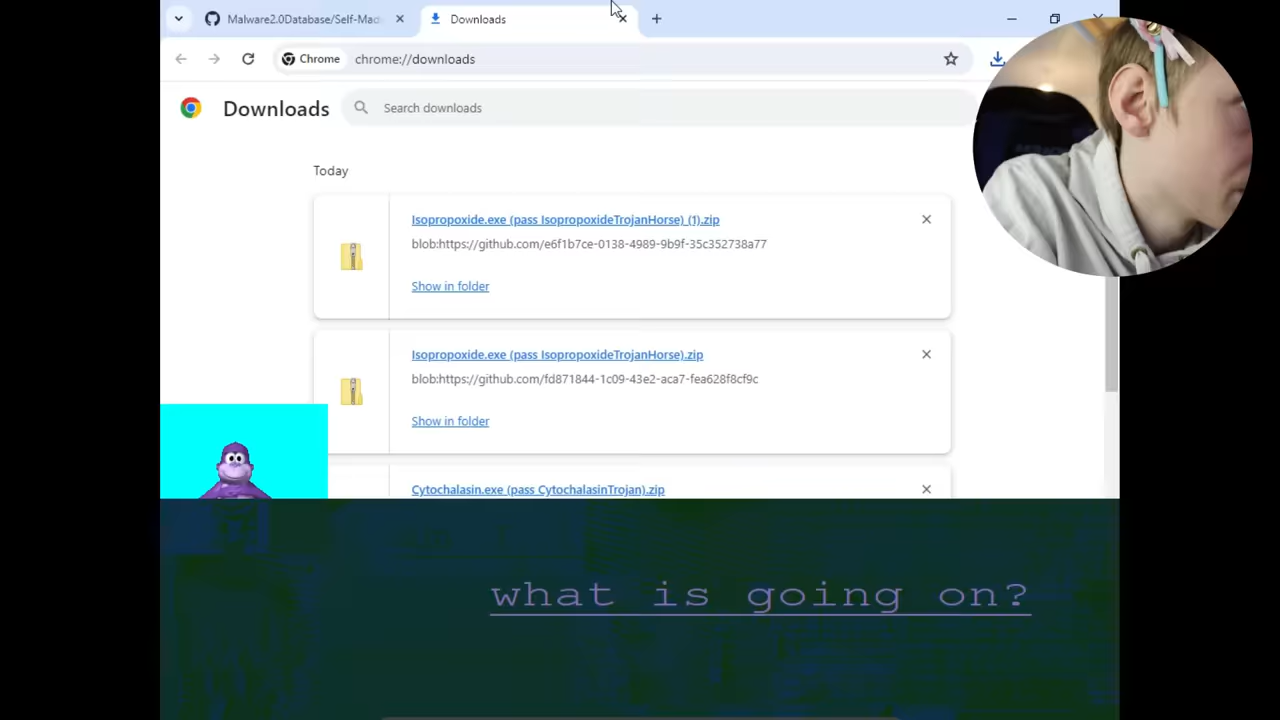 Malware2.0Database/Self-Mad
Downloads
Chrome
chrome://downloads
Downloads
Search downloads
Today
Isopropoxide.exe (pass IsopropoxideTrojanHorse) (1).zip
blob:https://github.com/e6f1b7ce-0138-4989-9b9f-35c352738a77
Show in folder
Isopropoxide.exe (pass IsopropoxideTrojanHorse).zip
blob:https://github.com/fd871844-1c09-43e2-aca7-fea628f8cf9c
Show in folder
Cytochalasin.exe (pass CytochalasinTrojan).zip
what is going on?